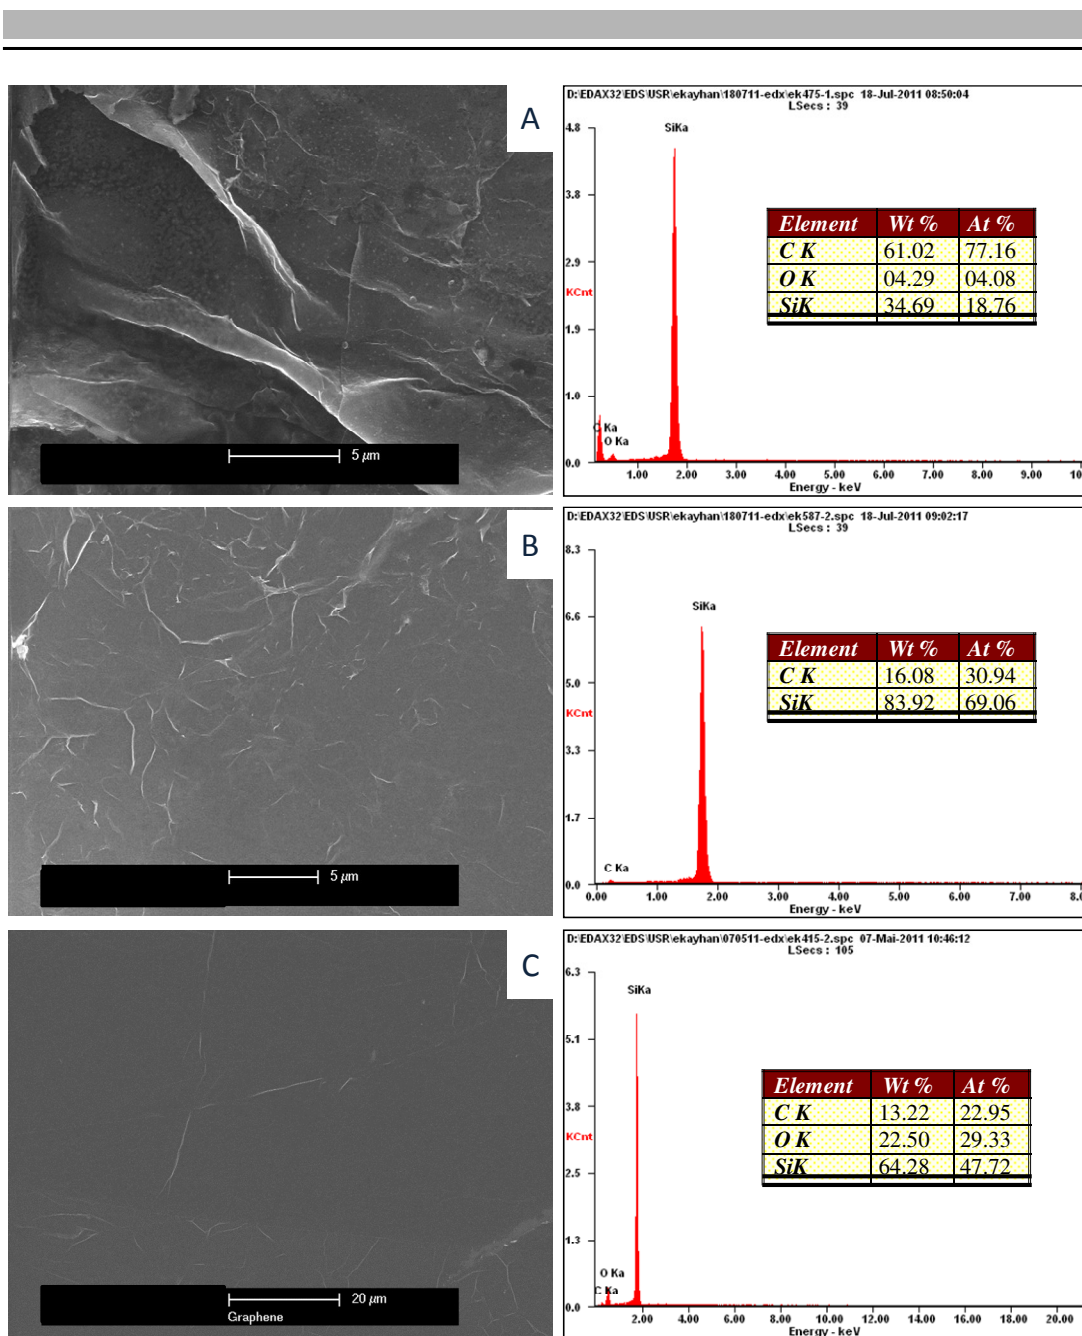 A
5 µm
D:\EDAX32\EDS\USR\ekayhan\180711-edx\ek475-1.spc 18-Jul-2011 08:50:04
LSecs : 39
4.8
3.8
2.9
KCnt
1.9
1.0
0.0
SiKa
C Ka
O Ka
1.00 2.00 3.00 4.00 5.00 6.00 7.00 8.00 9.00
Energy - keV
Element Wt % At %
C K 61.02 77.16
O K 04.29 04.08
SiK 34.69 18.76
B
5 µm
D:\EDAX32\EDS\USR\ekayhan\180711-edx\ek587-2.spc 18-Jul-2011 09:02:17
LSecs : 39
8.3
6.6
5.0
KCnt
3.3
1.7
0.0
SiKa
C Ka
0.00 1.00 2.00 3.00 4.00 5.00 6.00 7.00
Energy - keV
Element Wt % At %
C K 16.08 30.94
SiK 83.92 69.06
C
20 µm
Graphene
D:\EDAX32\EDS\USR\ekayhan\070511-edx\ek415-2.spc 07-Mai-2011 10:46:12
LSecs : 105
6.3
5.1
3.8
KCnt
2.5
1.3
0.0
SiKa
O Ka
C Ka
2.00 4.00 6.00 8.00 10.00 12.00 14.00 16.00 18.00 20.00
Energy - keV
Element Wt % At %
C K 13.22 22.95
O K 22.50 29.33
SiK 64.28 47.72